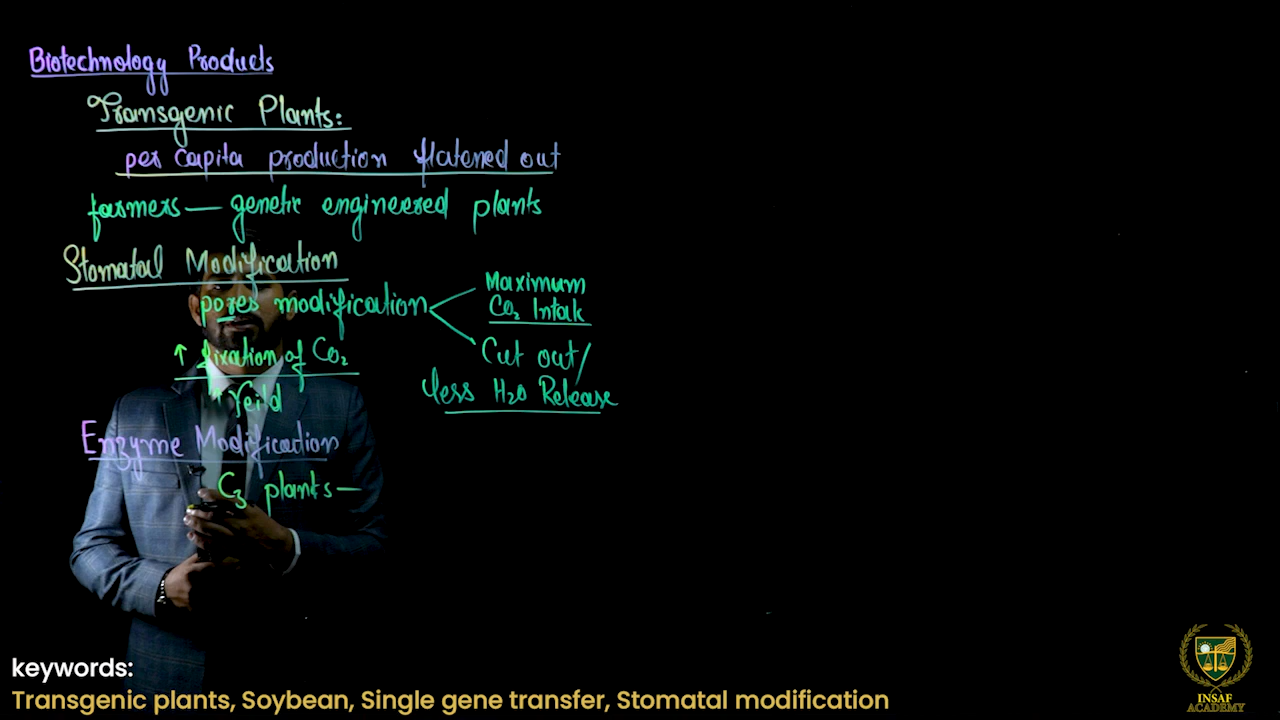 Biotechnology Products
Transgenic Plants:
per capita production flatened out
farmers — genetic engineered plants
Stomatal Modification
pores modification
Maximum
CO₂ Intak
Cut out/
less H₂O Release
↑ fixation of CO₂
↑ Yeild
Enzyme Modification
C₃ plants —
keywords:
Transgenic plants, Soybean, Single gene transfer, Stomatal modification
INSAF
ACADEMY